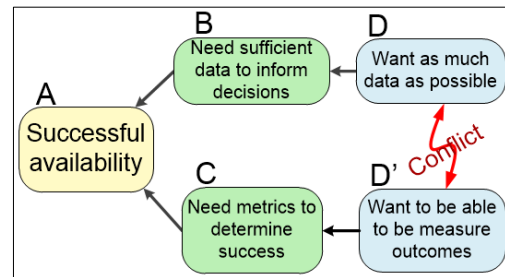 B
Need sufficient
data to inform
decisions
D
Want as much
data as possible
A
Successful
availability
Conflict
C
Need metrics to
determine
success
D'
Want to be able
to be measure
outcomes